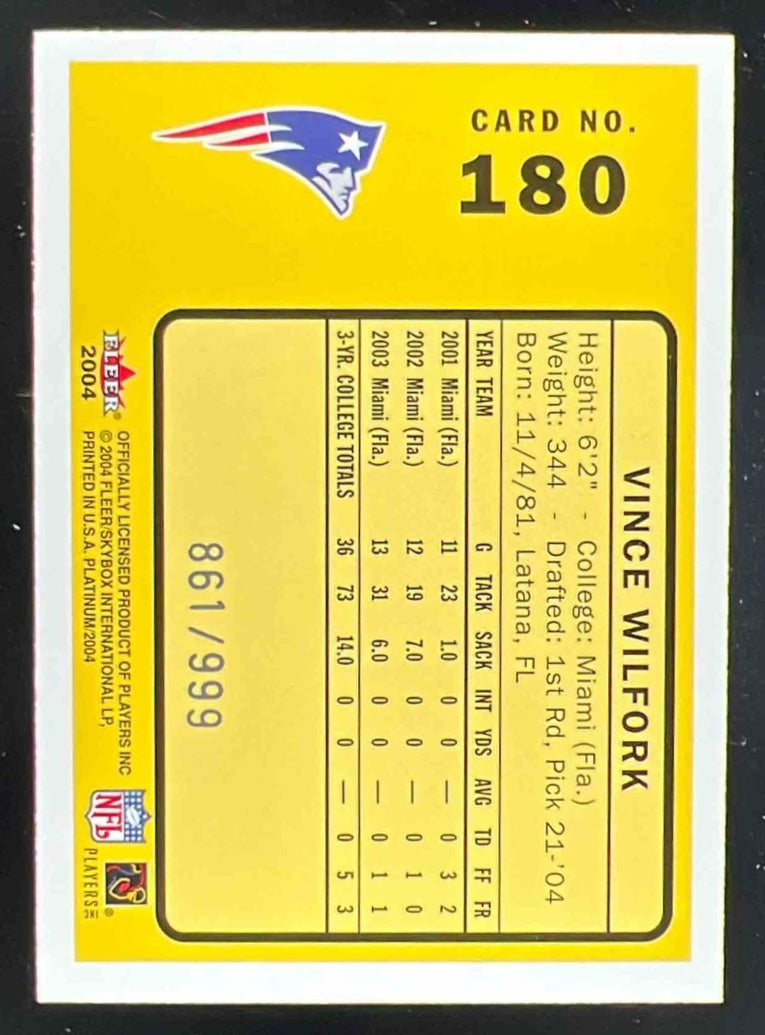 CARD NO.
180
VINCE WILFORK
Height: 6'2" - College: Miami (Fla.)
Weight: 344 - Drafted: 1st Rd, Pick 21-'04
Born: 11/4/81, Latana, FL
YEAR TEAM G TACK SACK INT YDS AVG TD FF FR
2001 Miami (Fla.) 11 23 1.0 0 0 — 0 3 2
2002 Miami (Fla.) 12 19 7.0 0 0 — 0 1 0
2003 Miami (Fla.) 13 31 6.0 0 0 — 0 1 1
3-YR. COLLEGE TOTALS 36 73 14.0 0 0 — 0 5 3
861/999
FLEER®
2004
OFFICIALLY LICENSED PRODUCT OF PLAYERS INC
© 2004 FLEER/SKYBOX INTERNATIONAL LP,
PRINTED IN U.S.A. PLATINUM/2004
NFL
PLAYERS INC ®